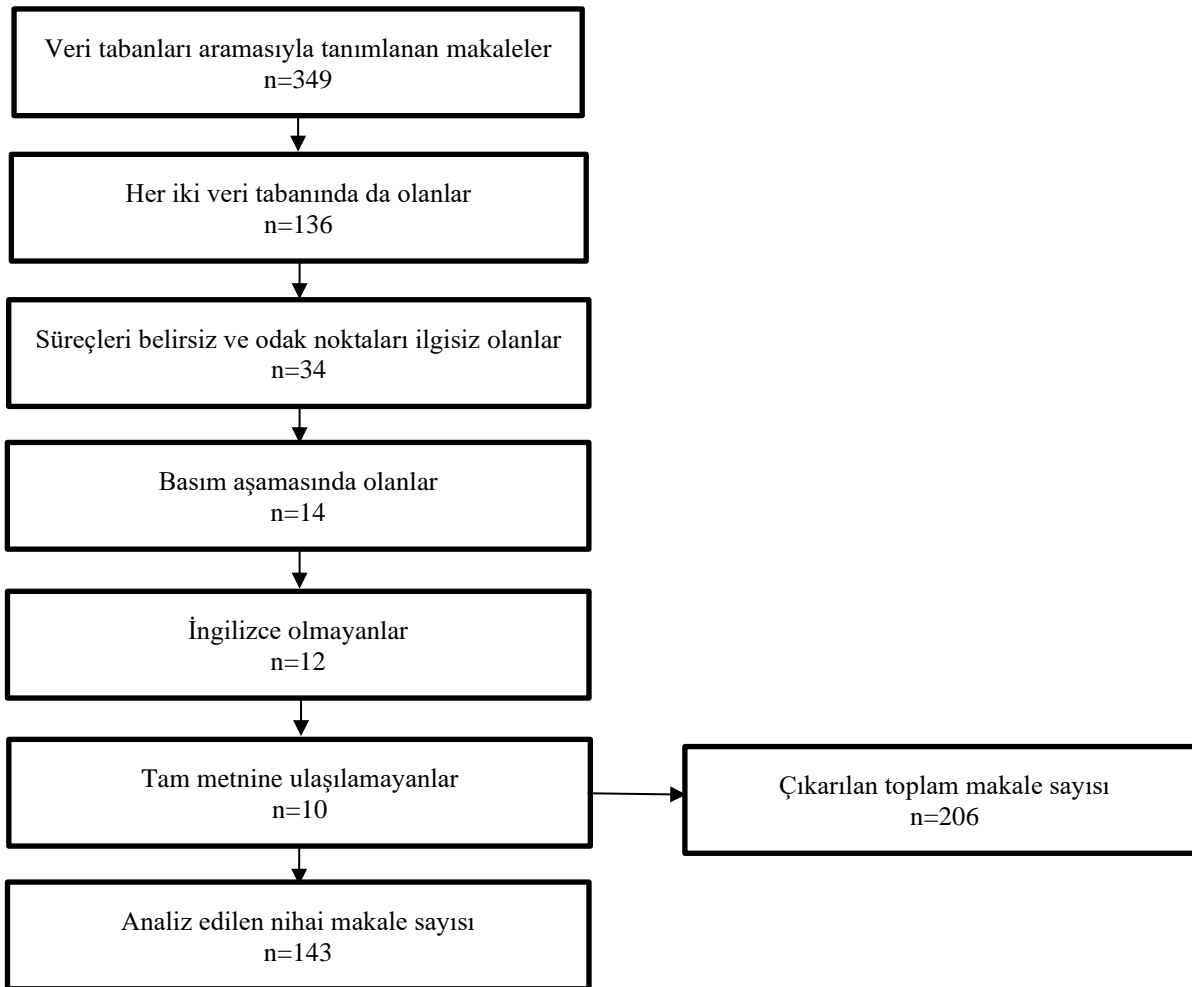 Veri tabanları aramasıyla tanımlanan makaleler
n=349
Her iki veri tabanında da olanlar
n=136
Süreçleri belirsiz ve odak noktaları ilgisiz olanlar
n=34
Basım aşamasında olanlar
n=14
İngilizce olmayanlar
n=12
Tam metnine ulaşılamayanlar
n=10
Çıkarılan toplam makale sayısı
n=206
Analiz edilen nihai makale sayısı
n=143